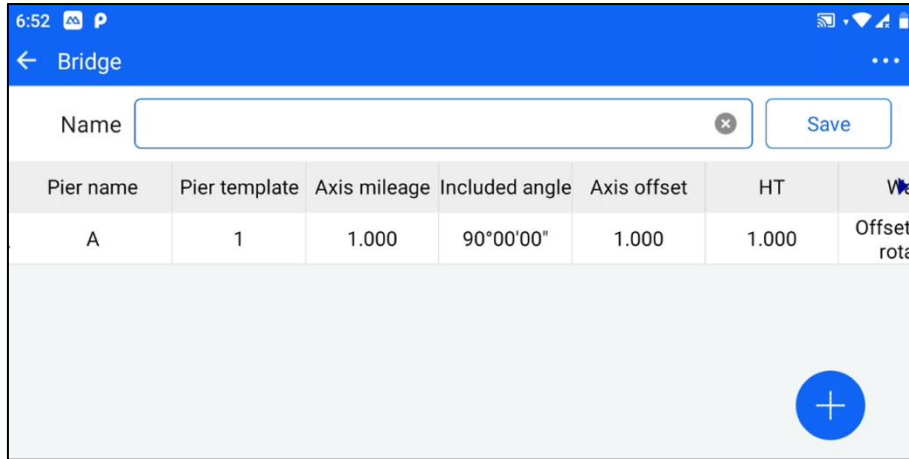 6:52
Bridge
Name
Save
Pier name Pier template Axis mileage Included angle Axis offset HT
A 1 1.000 90°00'00" 1.000 1.000 Offset